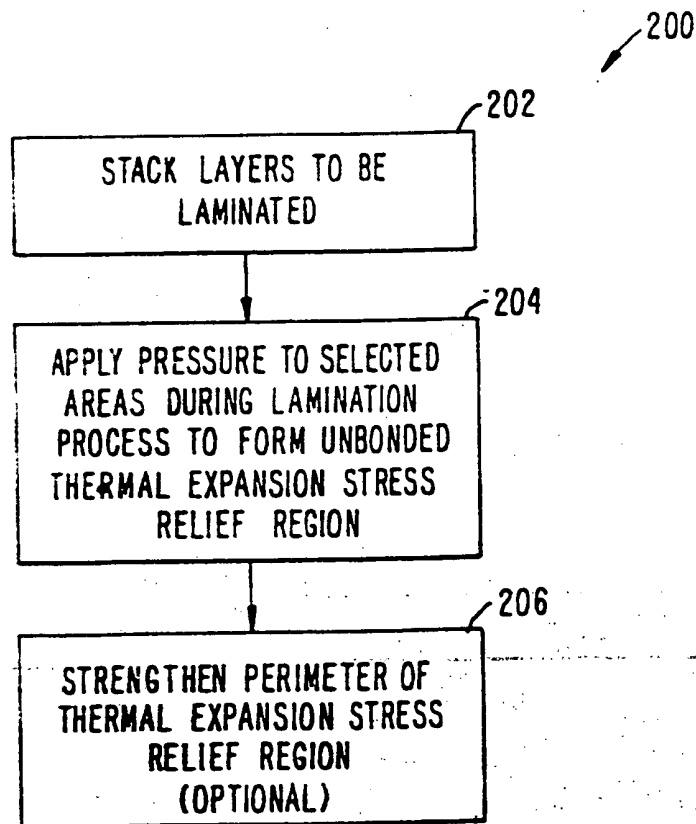 200
202
STACK LAYERS TO BE
LAMINATED
204
APPLY PRESSURE TO SELECTED
AREAS DURING LAMINATION
PROCESS TO FORM UNBONDED
THERMAL EXPANSION STRESS
RELIEF REGION
206
STRENGTHEN PERIMETER OF
THERMAL EXPANSION STRESS
RELIEF REGION
(OPTIONAL)